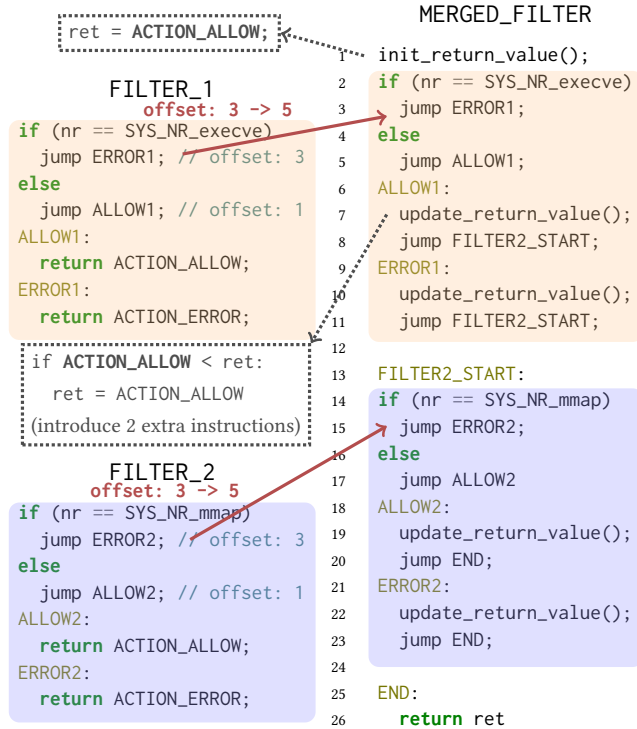 ret = ACTION_ALLOW;
FILTER_1
offset: 3 -> 5
if (nr == SYS_NR_execve)
jump ERROR1; // offset: 3
else
jump ALLOW1; // offset: 1
ALLOW1:
return ACTION_ALLOW;
ERROR1:
return ACTION_ERROR;
if ACTION_ALLOW < ret:
ret = ACTION_ALLOW
(introduce 2 extra instructions)
FILTER_2
offset: 3 -> 5
if (nr == SYS_NR_mmap)
jump ERROR2; // offset: 3
else
jump ALLOW2; // offset: 1
ALLOW2:
return ACTION_ALLOW;
ERROR2:
return ACTION_ERROR;
MERGED_FILTER
1 init_return_value();
2 if (nr == SYS_NR_execve)
3 jump ERROR1;
4 else
5 jump ALLOW1;
6 ALLOW1:
7 update_return_value();
8 jump FILTER2_START;
9 ERROR1:
10 update_return_value();
11 jump FILTER2_START;
12
13 FILTER2_START:
14 if (nr == SYS_NR_mmap)
15 jump ERROR2;
16 else
17 jump ALLOW2
18 ALLOW2:
19 update_return_value();
20 jump END;
21 ERROR2:
22 update_return_value();
23 jump END;
24
25 END:
26 return ret